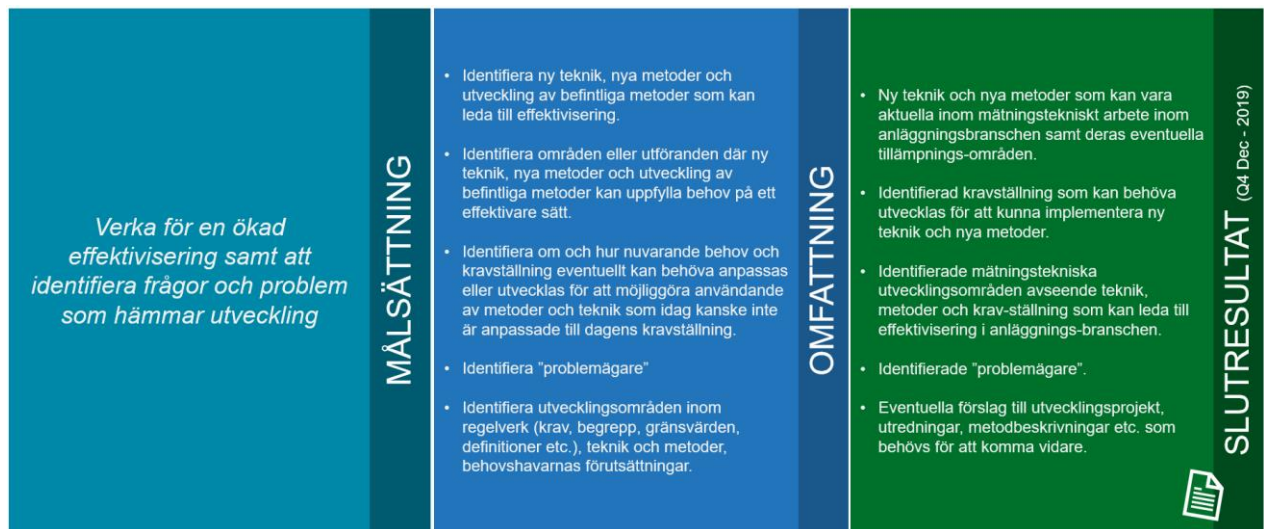 Verka för en ökad
effektivisering samt att
identifiera frågor och problem
som hämmar utveckling
MÅLSÄTTNING
• Identifiera ny teknik, nya metoder och
utveckling av befintliga metoder som kan
leda till effektivisering.
• Identifiera områden eller utföranden där ny
teknik, nya metoder och utveckling av
befintliga metoder kan uppfylla behov på ett
effektivare sätt.
• Identifiera om och hur nuvarande behov och
kravställning eventuellt kan behöva anpassas
eller utvecklas för att möjliggöra användande
av metoder och teknik som idag kanske inte
är anpassade till dagens kravställning.
• Identifiera ”problemägare”
• Identifiera utvecklingsområden inom
regelverk (krav, begrepp, gränsvärden,
definitioner etc.), teknik och metoder,
behovshavarnas förutsättningar.
OMFATTNING
• Ny teknik och nya metoder som kan vara
aktuella inom mätningstekniskt arbete inom
anläggningsbranschen samt deras eventuella
tillämpnings-områden.
• Identifierad kravställning som kan behöva
utvecklas för att kunna implementera ny
teknik och nya metoder.
• Identifierade mätningstekniska
utvecklingsområden avseende teknik,
metoder och krav-ställning som kan leda till
effektivisering i anläggnings-branschen.
• Identifierade ”problemägare”.
• Eventuella förslag till utvecklingsprojekt,
utredningar, metodbeskrivningar etc. som
behövs för att komma vidare.
SLUTRESULTAT (Q4 Dec - 2019)